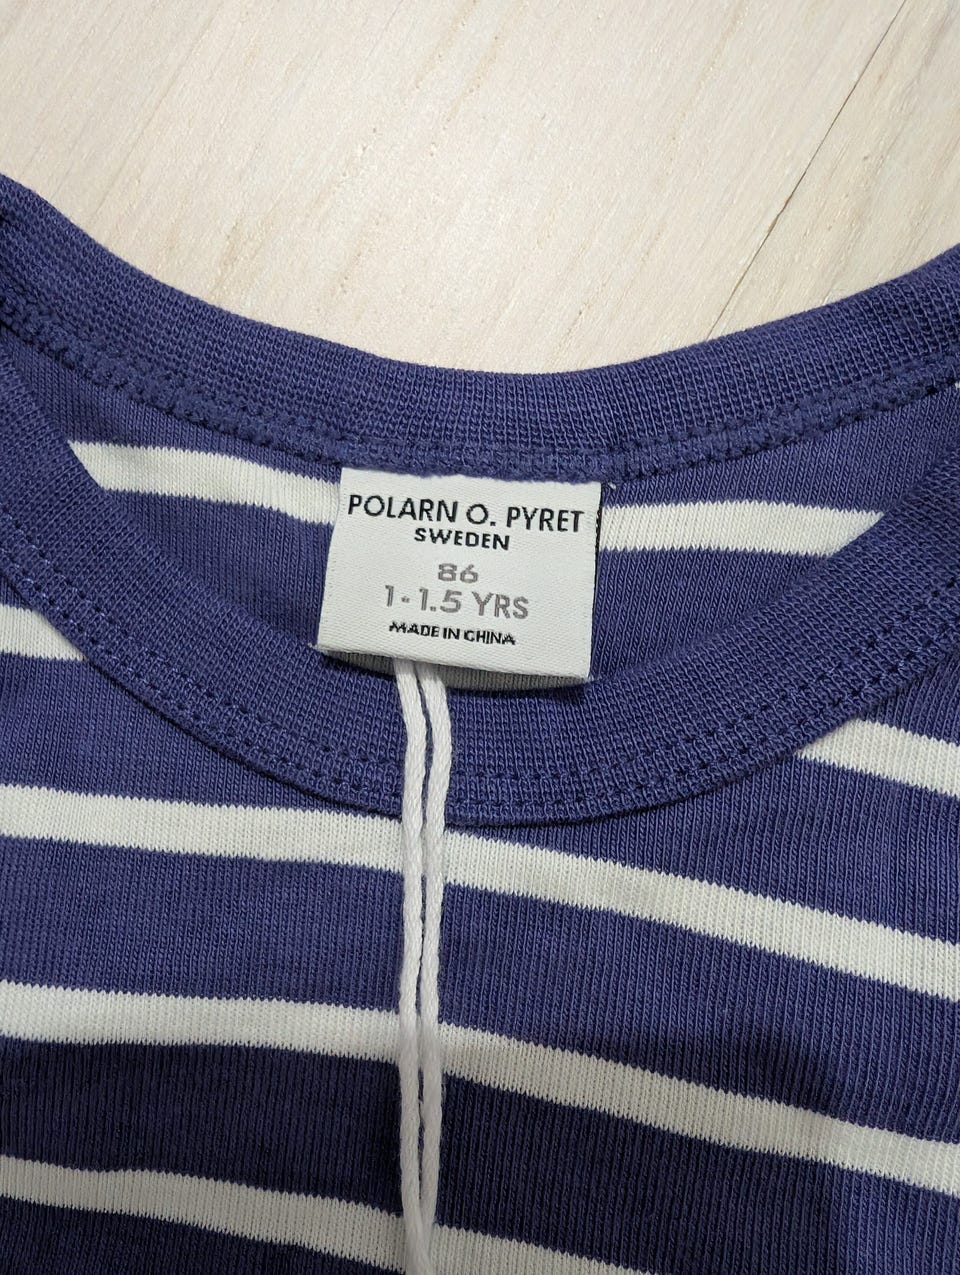 POLARN O. PYRET
SWEDEN
86
1-1.5 YRS
MADE IN CHINA